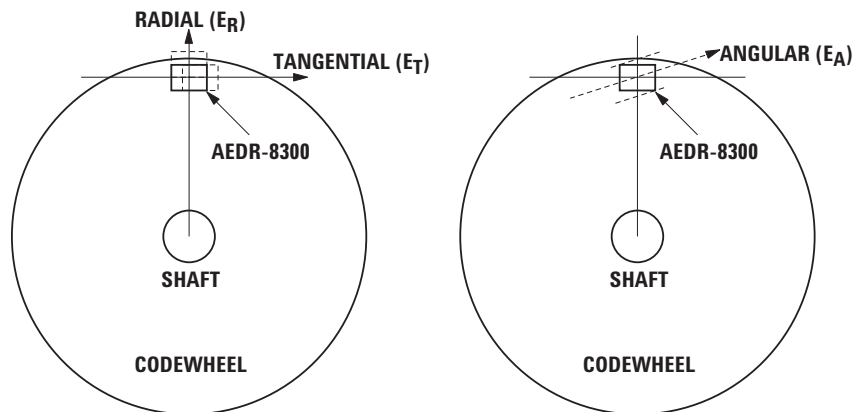 RADIAL (ER)
TANGENTIAL (ET)
AEDR-8300
SHAFT
CODEWHEEL
ANGULAR (EA)
AEDR-8300
SHAFT
CODEWHEEL